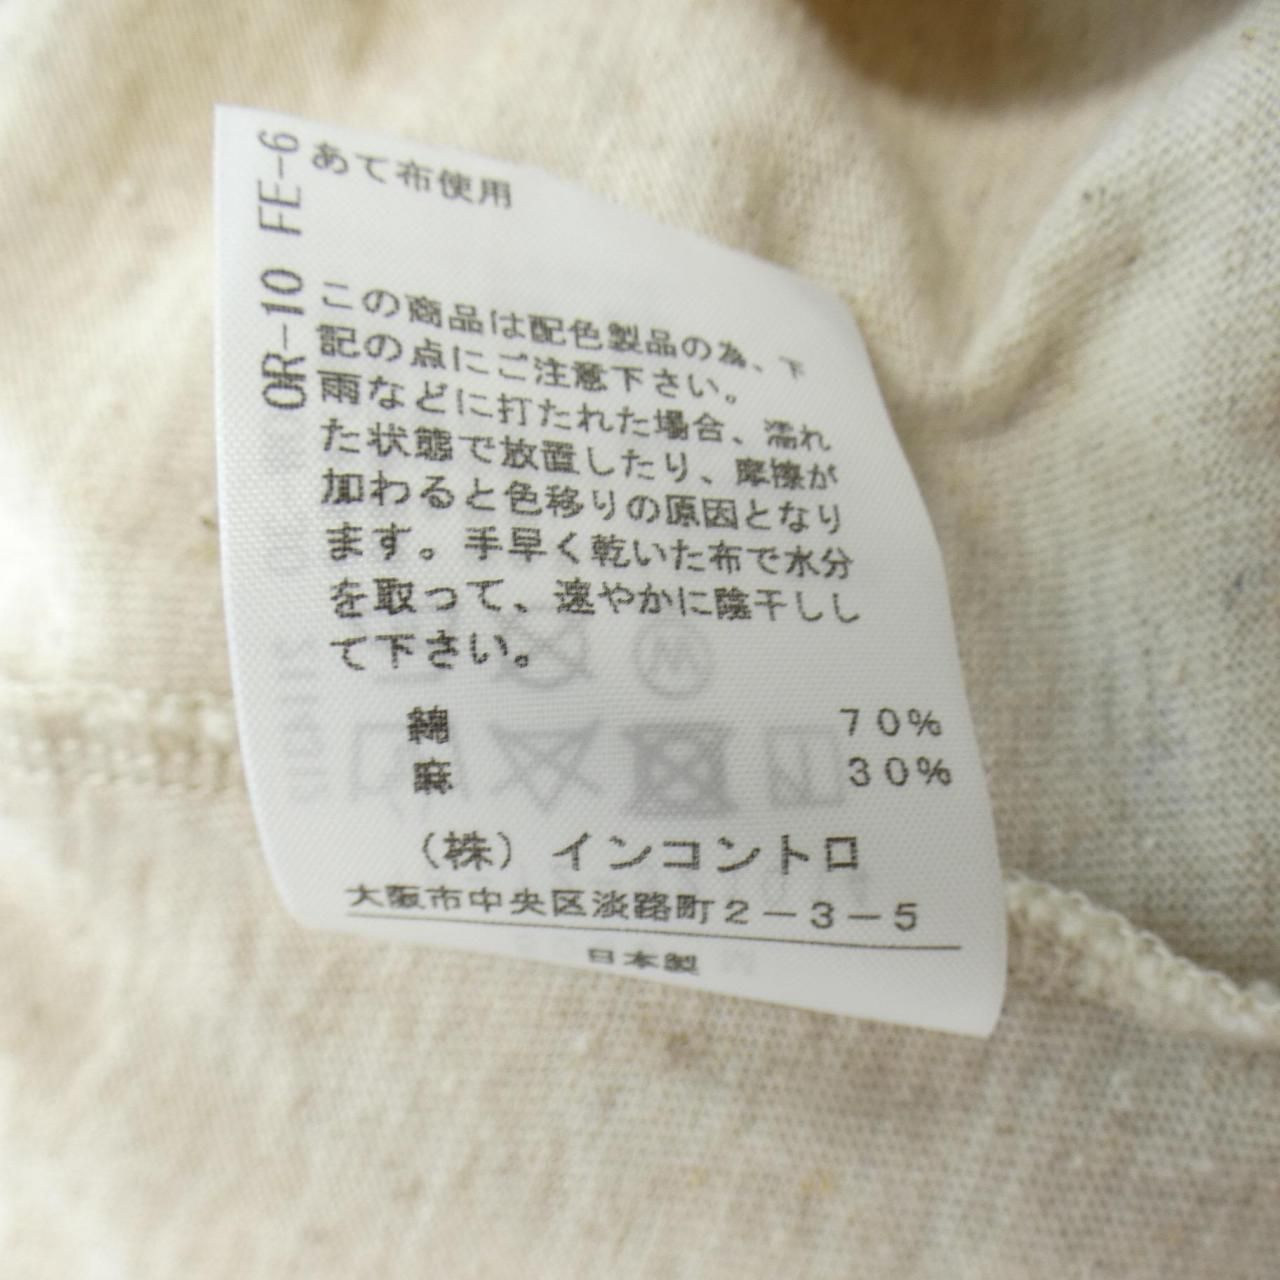 OR-10 FE-6
あて布使用
この商品は配色製品の為、下
記の点にご注意下さい。
雨などに打たれた場合、濡れ
た状態で放置したり、摩擦が
加わると色移りの原因となり
ます。手早く乾いた布で水分
を取って、速やかに陰干しし
て下さい。
綿 70%
麻 30%
(株)インコントロ
大阪市中央区淡路町2-3-5
日本製